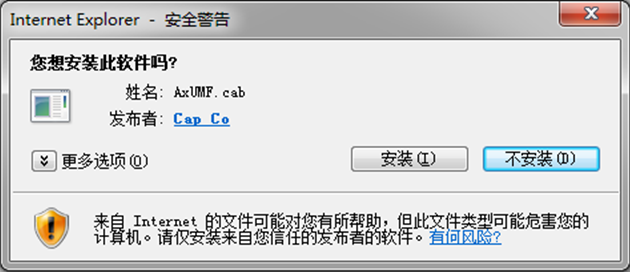 Internet Explorer - 安全警告
您想安装此软件吗?
姓名: AxUMF.cab
发布者: Cap Co
更多选项(O)
安装(I)
不安装(D)
来自 Internet 的文件可能对您有所帮助，但此文件类型可能危害您的
计算机。请仅安装来自您信任的发布者的软件。有何风险?